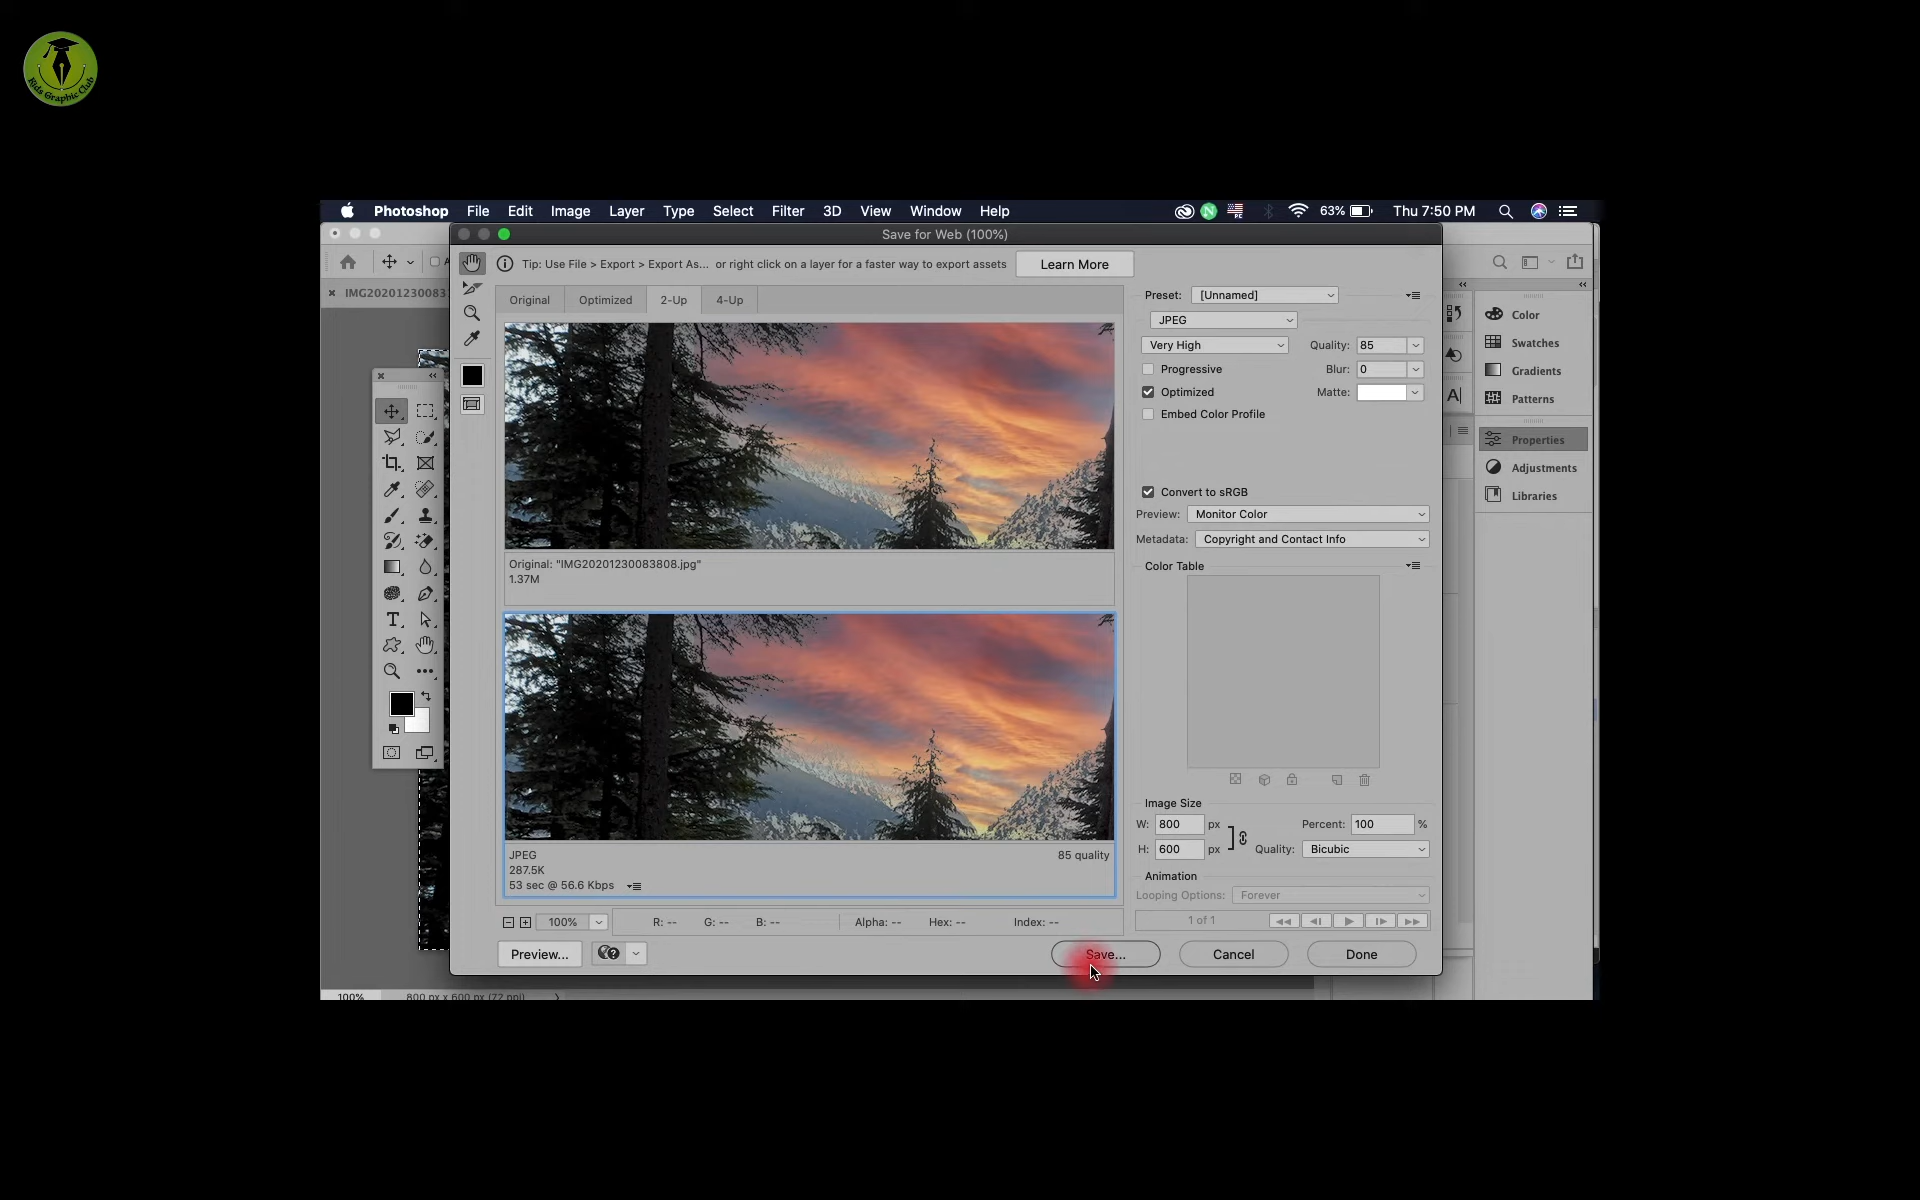 Kids Graphic Club
Photoshop File Edit Image Layer Type Select Filter 3D View Window Help
63% Thu 7:50 PM
Save for Web (100%)
Tip: Use File > Export > Export As... or right click on a layer for a faster way to export assets
Learn More
IMG20201230083
Original Optimized 2-Up 4-Up
Preset: [Unnamed]
JPEG
Very High Quality: 85
Progressive Blur: 0
Optimized Matte:
Embed Color Profile
Convert to sRGB
Preview: Monitor Color
Metadata: Copyright and Contact Info
Color Table
Original: "IMG20201230083808.jpg"
1.37M
JPEG 85 quality
287.5K
53 sec @ 56.6 Kbps
Image Size
W: 800 px Percent: 100 %
H: 600 px Quality: Bicubic
Animation
Looping Options: Forever
1 of 1
100% R: -- G: -- B: -- Alpha: -- Hex: -- Index: --
Preview... Save... Cancel Done
Color
Swatches
Gradients
Patterns
Properties
Adjustments
Libraries
100% 800 px x 600 px (72 ppi)